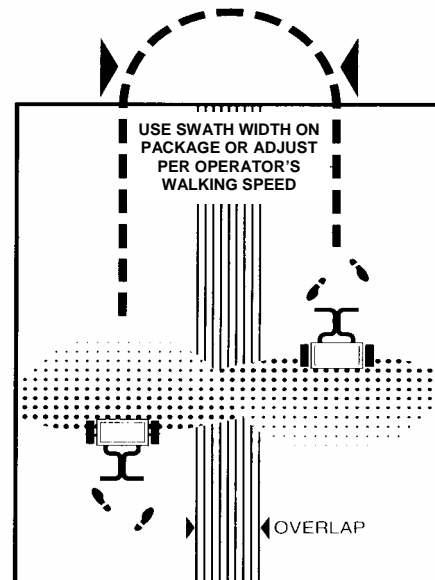 USE SWATH WIDTH ON
PACKAGE OR ADJUST
PER OPERATOR'S
WALKING SPEED
OVERLAP